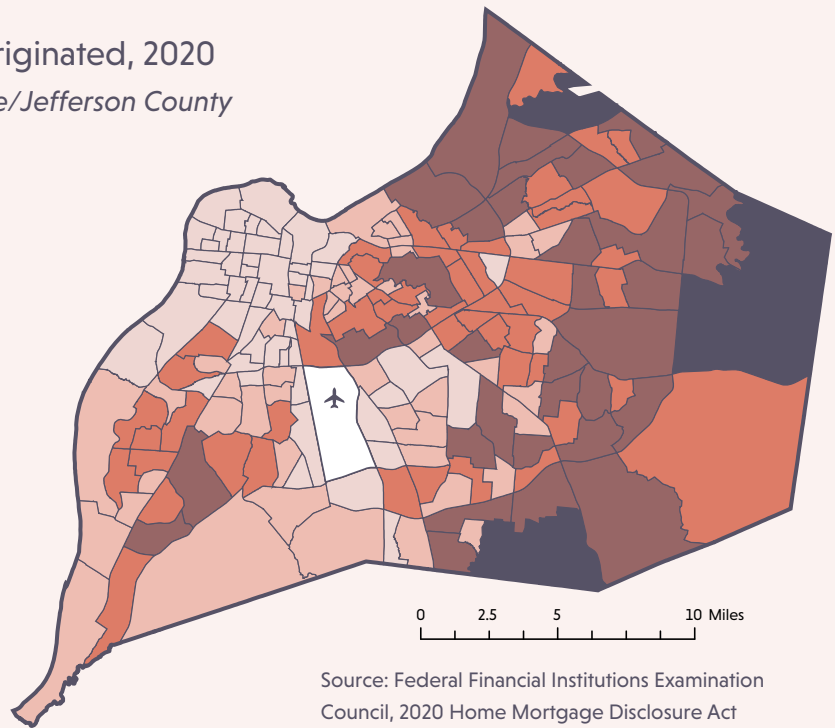 riginated, 2020
e/Jefferson County
0 2.5 5 10 Miles
Source: Federal Financial Institutions Examination
Council, 2020 Home Mortgage Disclosure Act